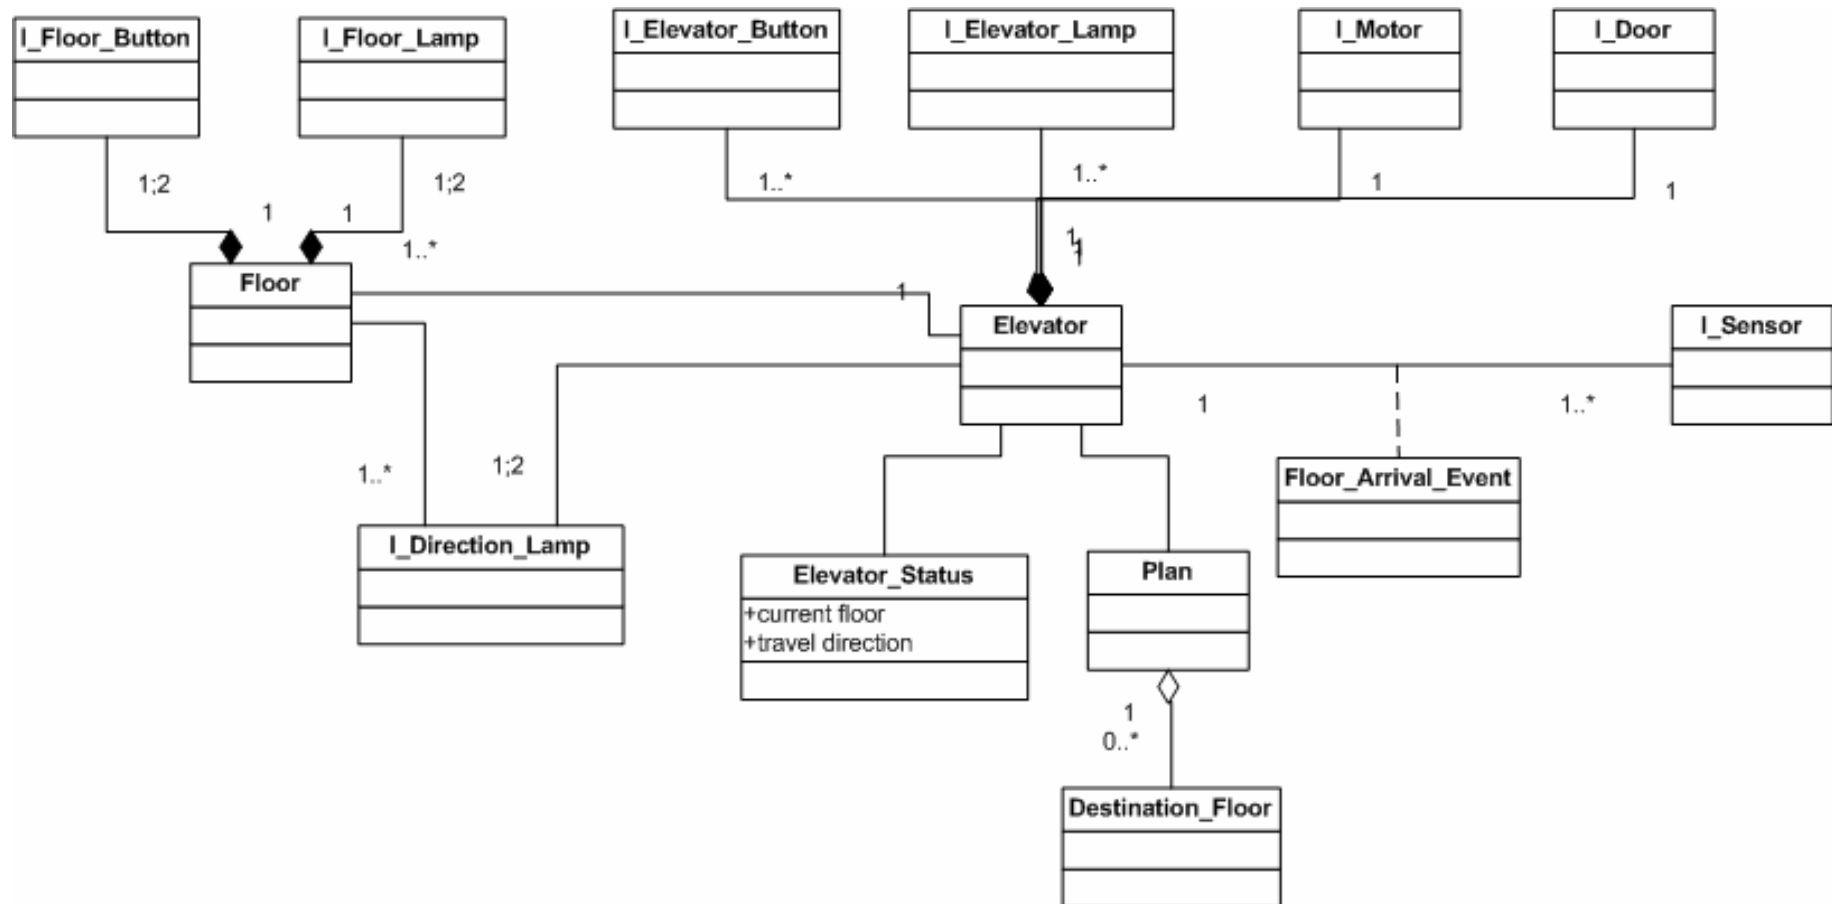 I_Floor_Button
I_Floor_Lamp
I_Elevator_Button
I_Elevator_Lamp
I_Motor
I_Door
1;2
1;2
1..*
1..*
1
1
1
1
1..*
1
1
1
Floor
1
Elevator
I_Sensor
1
1..*
1..*
1;2
Floor_Arrival_Event
I_Direction_Lamp
Elevator_Status
+current floor
+travel direction
Plan
1
0..*
Destination_Floor